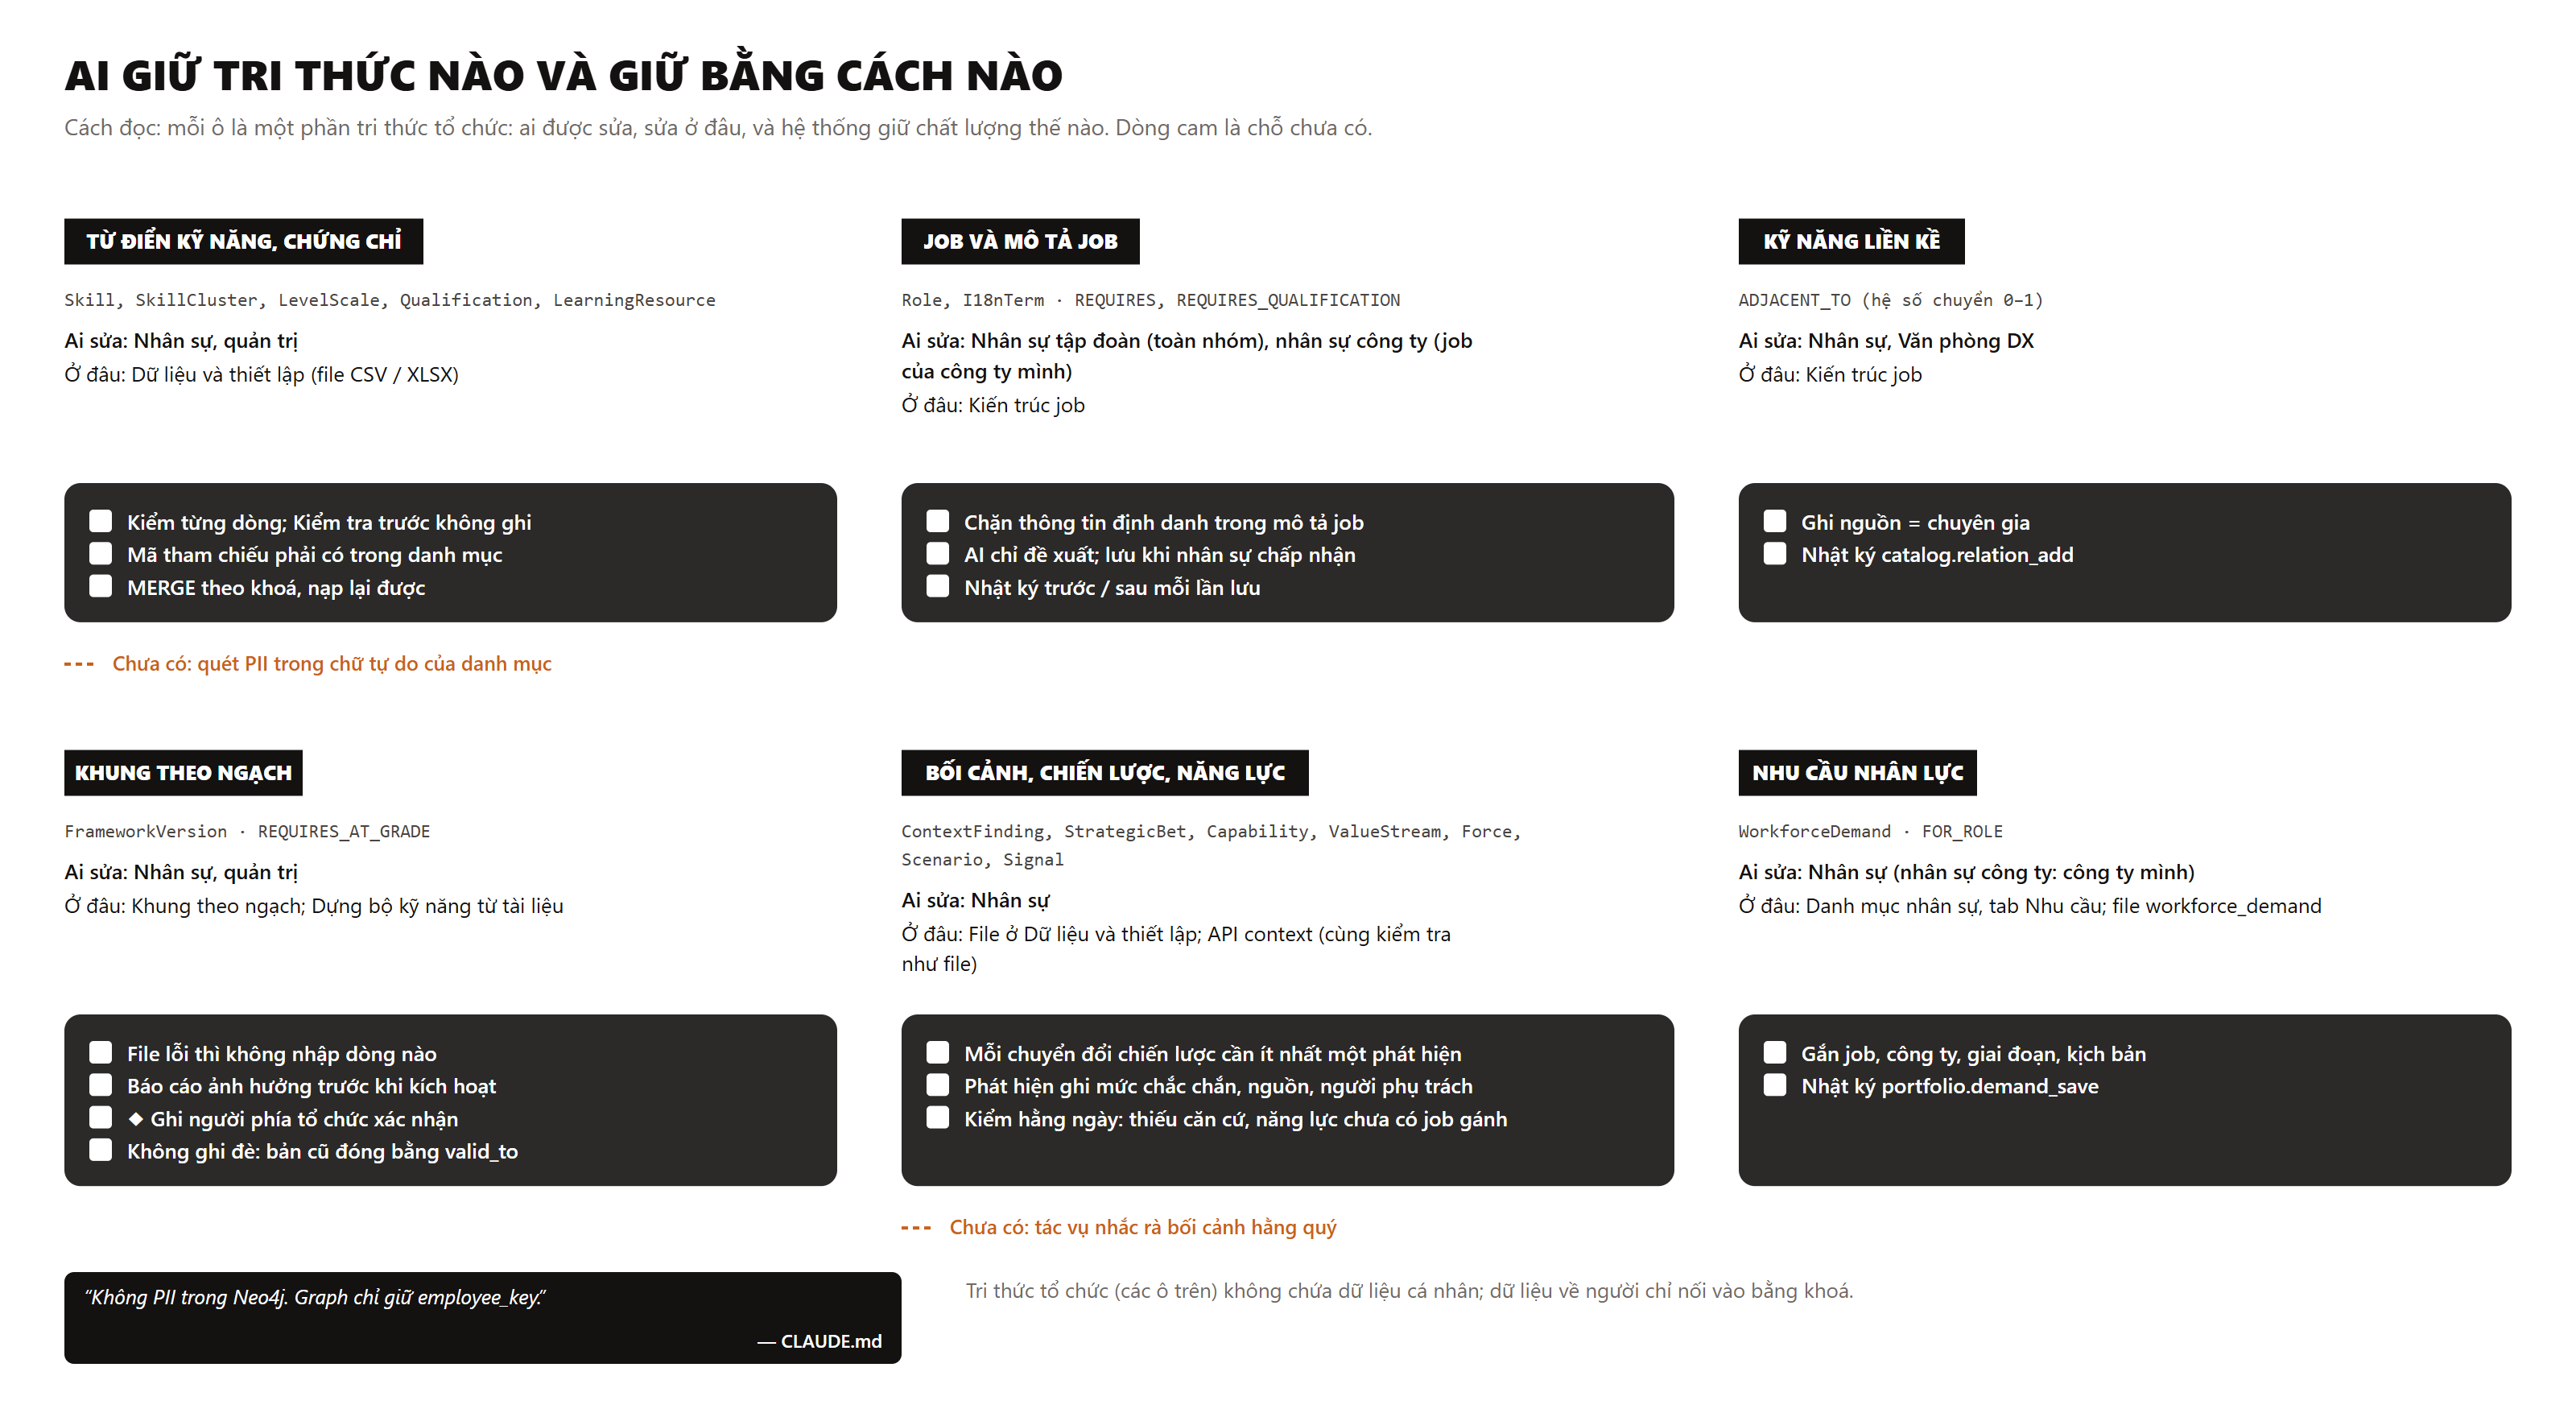 AI GIỮ TRI THỨC NÀO VÀ GIỮ BẰNG CÁCH NÀO
Cách đọc: mỗi ô là một phần tri thức tổ chức: ai được sửa, sửa ở đâu, và hệ thống giữ chất lượng thế nào. Dòng cam là chỗ chưa có.
TỪ ĐIỂN KỸ NĂNG, CHỨNG CHỈ
Skill, SkillCluster, LevelScale, Qualification, LearningResource
Ai sửa: Nhân sự, quản trị
Ở đâu: Dữ liệu và thiết lập (file CSV / XLSX)
Kiểm từng dòng; Kiểm tra trước không ghi
Mã tham chiếu phải có trong danh mục
MERGE theo khoá, nạp lại được
Chưa có: quét PII trong chữ tự do của danh mục
JOB VÀ MÔ TẢ JOB
Role, I18nTerm · REQUIRES, REQUIRES_QUALIFICATION
Ai sửa: Nhân sự tập đoàn (toàn nhóm), nhân sự công ty (job
của công ty mình)
Ở đâu: Kiến trúc job
Chặn thông tin định danh trong mô tả job
AI chỉ đề xuất; lưu khi nhân sự chấp nhận
Nhật ký trước / sau mỗi lần lưu
KỸ NĂNG LIỀN KỀ
ADJACENT_TO (hệ số chuyển 0–1)
Ai sửa: Nhân sự, Văn phòng DX
Ở đâu: Kiến trúc job
Ghi nguồn = chuyên gia
Nhật ký catalog.relation_add
KHUNG THEO NGẠCH
FrameworkVersion · REQUIRES_AT_GRADE
Ai sửa: Nhân sự, quản trị
Ở đâu: Khung theo ngạch; Dựng bộ kỹ năng từ tài liệu
File lỗi thì không nhập dòng nào
Báo cáo ảnh hưởng trước khi kích hoạt
◆ Ghi người phía tổ chức xác nhận
Không ghi đè: bản cũ đóng bằng valid_to
BỐI CẢNH, CHIẾN LƯỢC, NĂNG LỰC
ContextFinding, StrategicBet, Capability, ValueStream, Force,
Scenario, Signal
Ai sửa: Nhân sự
Ở đâu: File ở Dữ liệu và thiết lập; API context (cùng kiểm tra
như file)
Mỗi chuyển đổi chiến lược cần ít nhất một phát hiện
Phát hiện ghi mức chắc chắn, nguồn, người phụ trách
Kiểm hằng ngày: thiếu căn cứ, năng lực chưa có job gánh
Chưa có: tác vụ nhắc rà bối cảnh hằng quý
NHU CẦU NHÂN LỰC
WorkforceDemand · FOR_ROLE
Ai sửa: Nhân sự (nhân sự công ty: công ty mình)
Ở đâu: Danh mục nhân sự, tab Nhu cầu; file workforce_demand
Gắn job, công ty, giai đoạn, kịch bản
Nhật ký portfolio.demand_save
“Không PII trong Neo4j. Graph chỉ giữ employee_key.”
— CLAUDE.md
Tri thức tổ chức (các ô trên) không chứa dữ liệu cá nhân; dữ liệu về người chỉ nối vào bằng khoá.